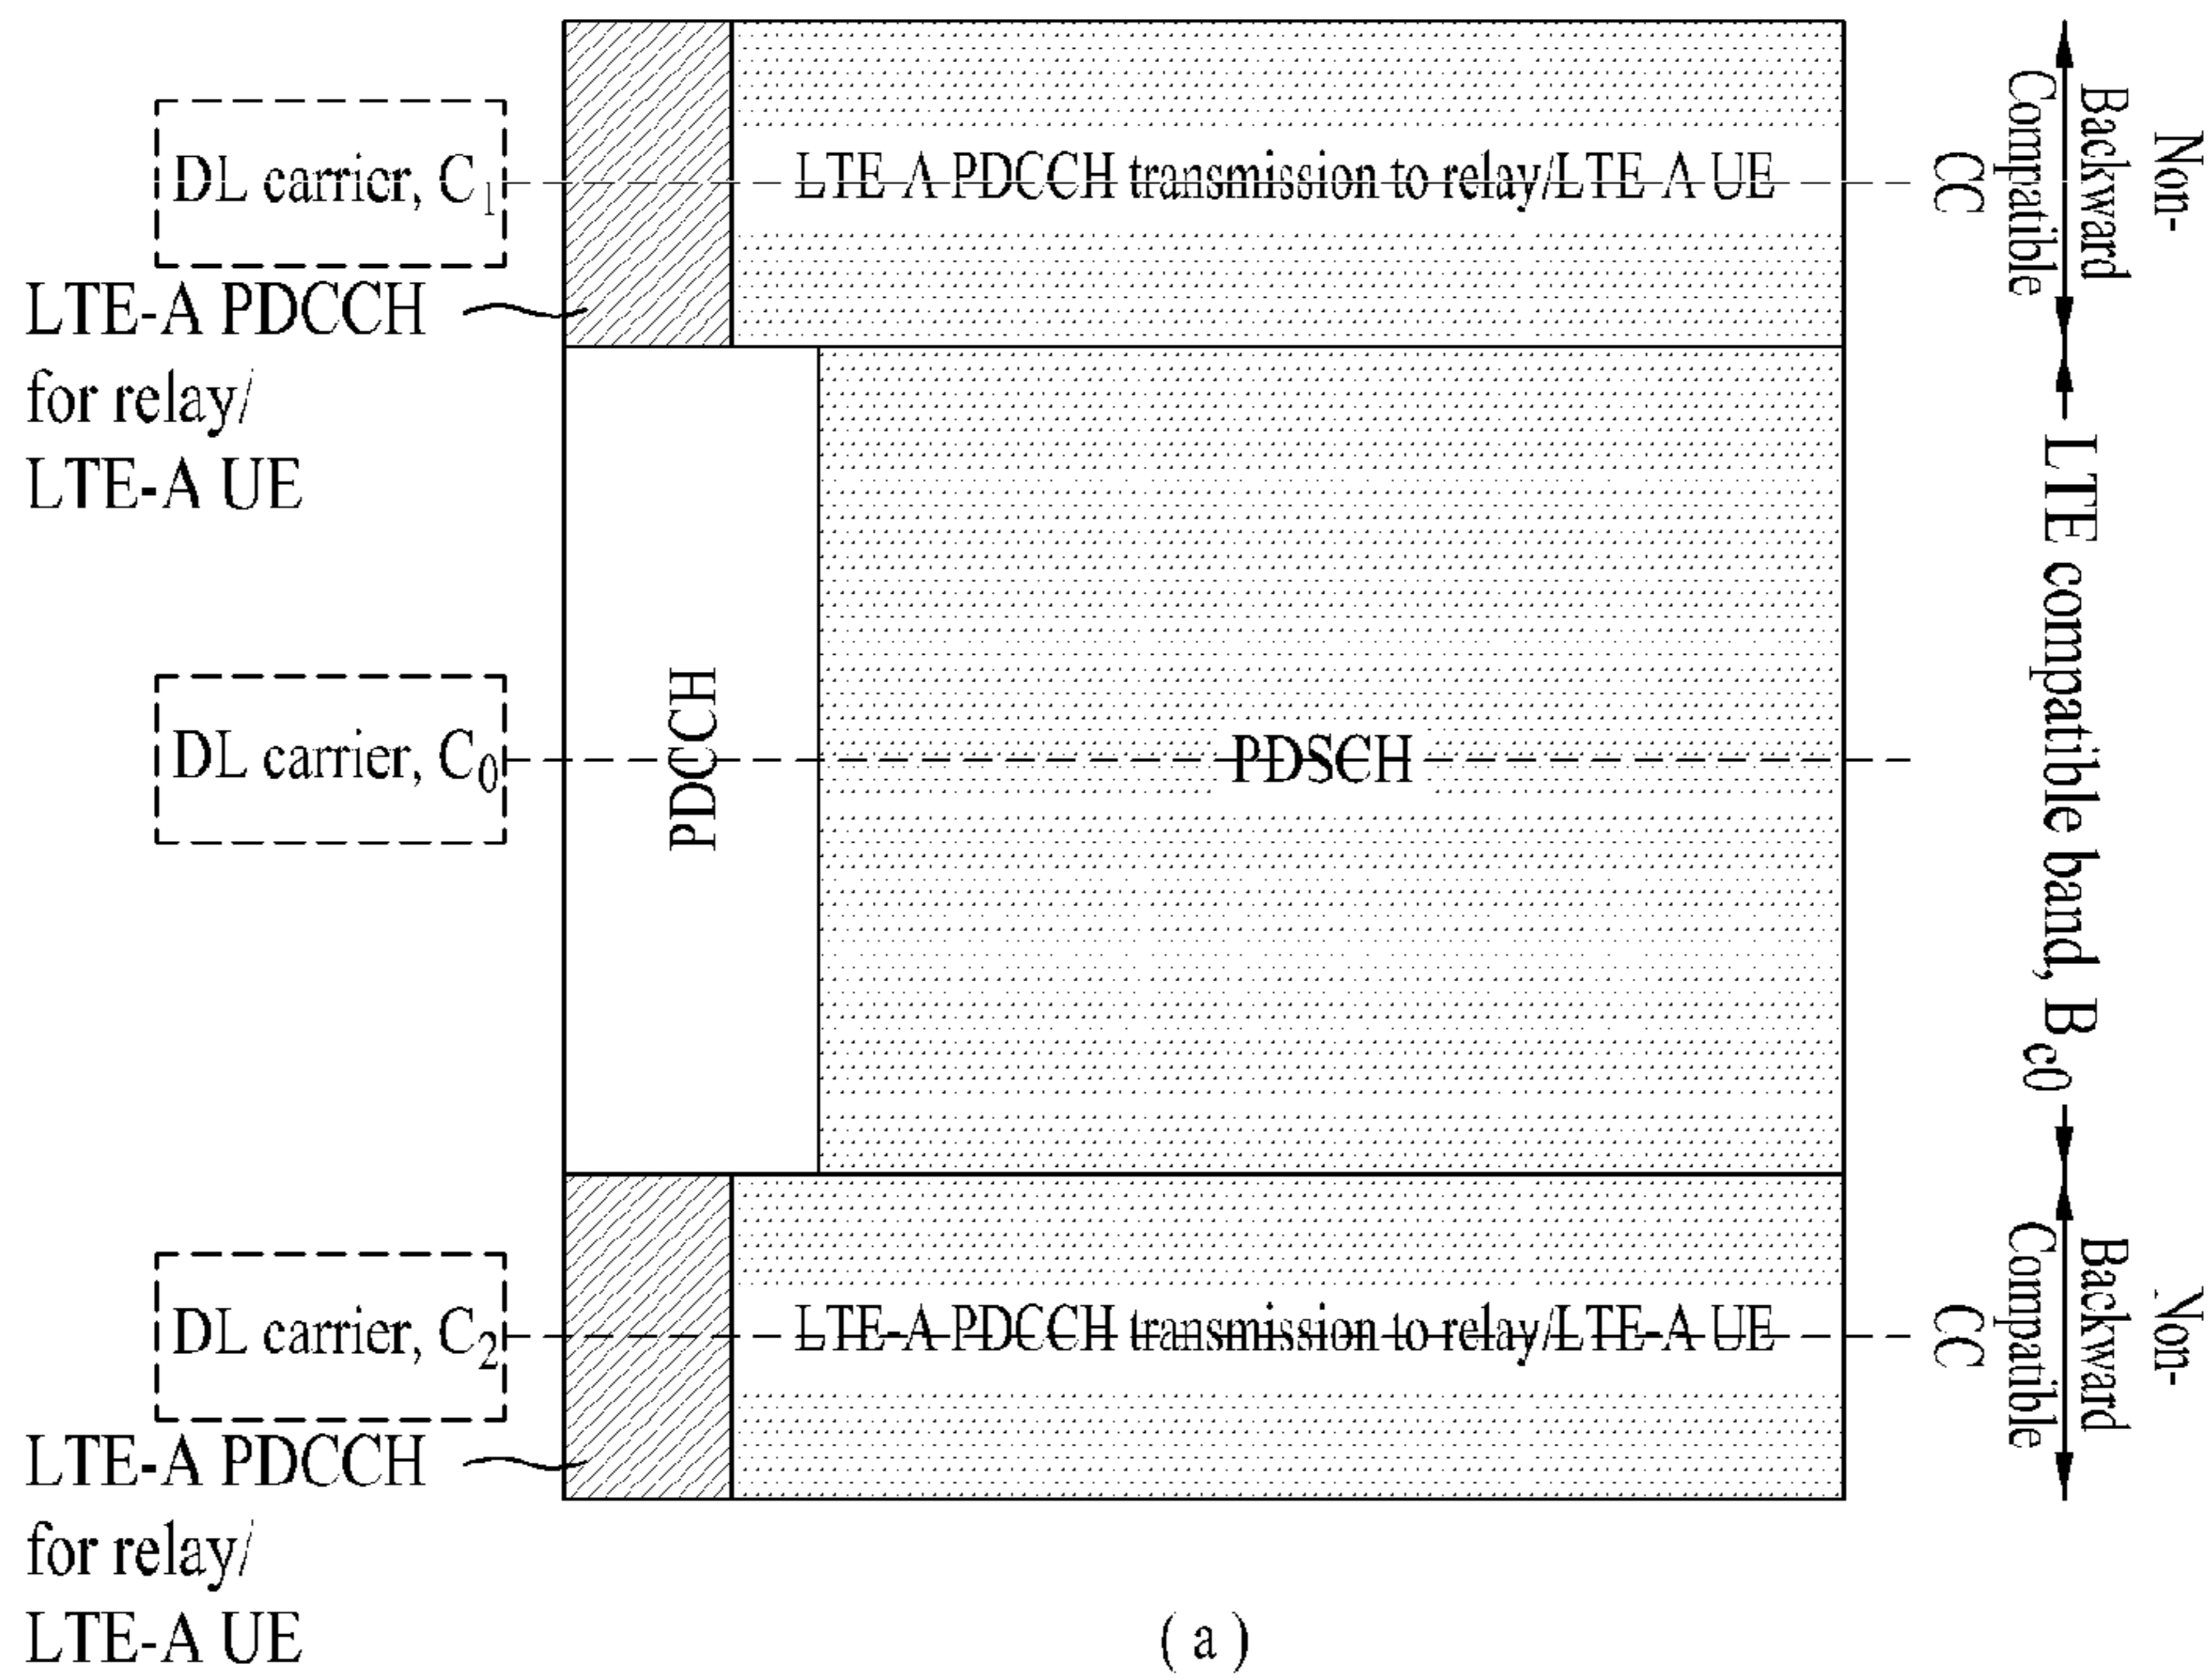 DL carrier, C1
LTE-A PDCCH
for relay/
LTE-A UE
LTE-A PDCCH transmission to relay/LTE-A UE
Non-
Backward
Compatible
CC
DL carrier, C0
PDCCH
PDSCH
LTE compatible band, Bc0
DL carrier, C2
LTE-A PDCCH
for relay/
LTE-A UE
LTE-A PDCCH transmission to relay/LTE-A UE
Non-
Backward
Compatible
CC
( a )